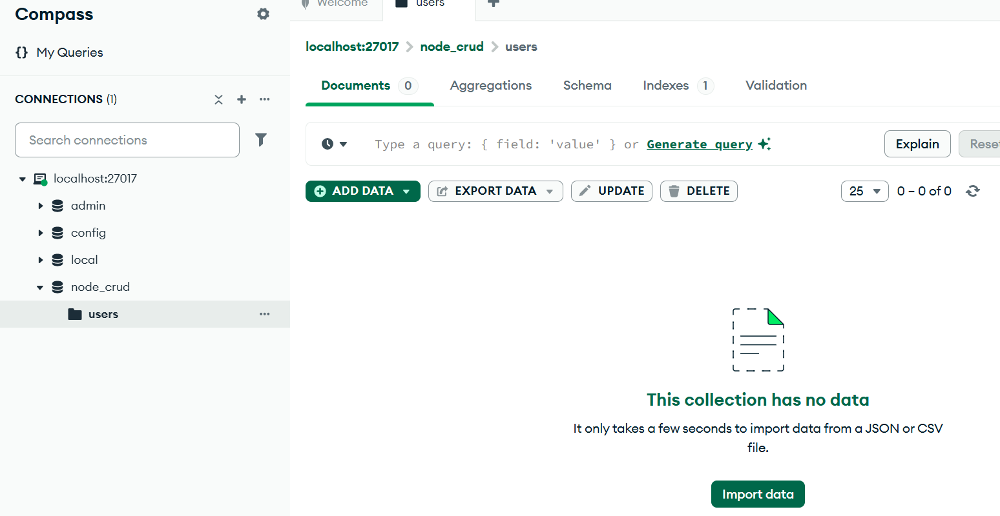 Compass
Welcome
users
{} My Queries
localhost:27017 > node_crud > users
Documents 0 Aggregations Schema Indexes 1 Validation
CONNECTIONS (1)
Search connections
Type a query: { field: 'value' } or Generate query
Explain
Reset
ADD DATA
EXPORT DATA
UPDATE
DELETE
25
0 – 0 of 0
localhost:27017
admin
config
local
node_crud
users
This collection has no data
It only takes a few seconds to import data from a JSON or CSV
file.
Import data